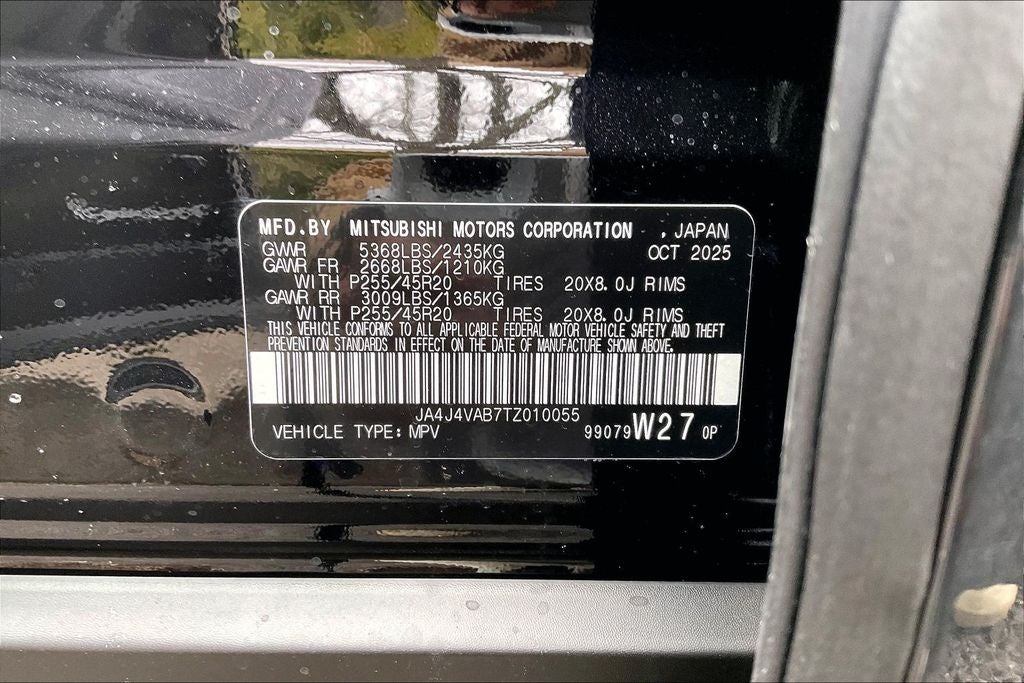 MFD.BY MITSUBISHI MOTORS CORPORATION , JAPAN
GVWR 5368LBS/2435KG OCT 2025
GAWR FR 2668LBS/1210KG
WITH P255/45R20 TIRES 20X8.0J RIMS
GAWR RR 3009LBS/1365KG
WITH P255/45R20 TIRES 20X8.0J RIMS
THIS VEHICLE CONFORMS TO ALL APPLICABLE FEDERAL MOTOR VEHICLE SAFETY AND THEFT
PREVENTION STANDARDS IN EFFECT ON THE DATE OF MANUFACTURE SHOWN ABOVE.
JA4J4VAB7TZ010055
VEHICLE TYPE: MPV 99079 W27 0P